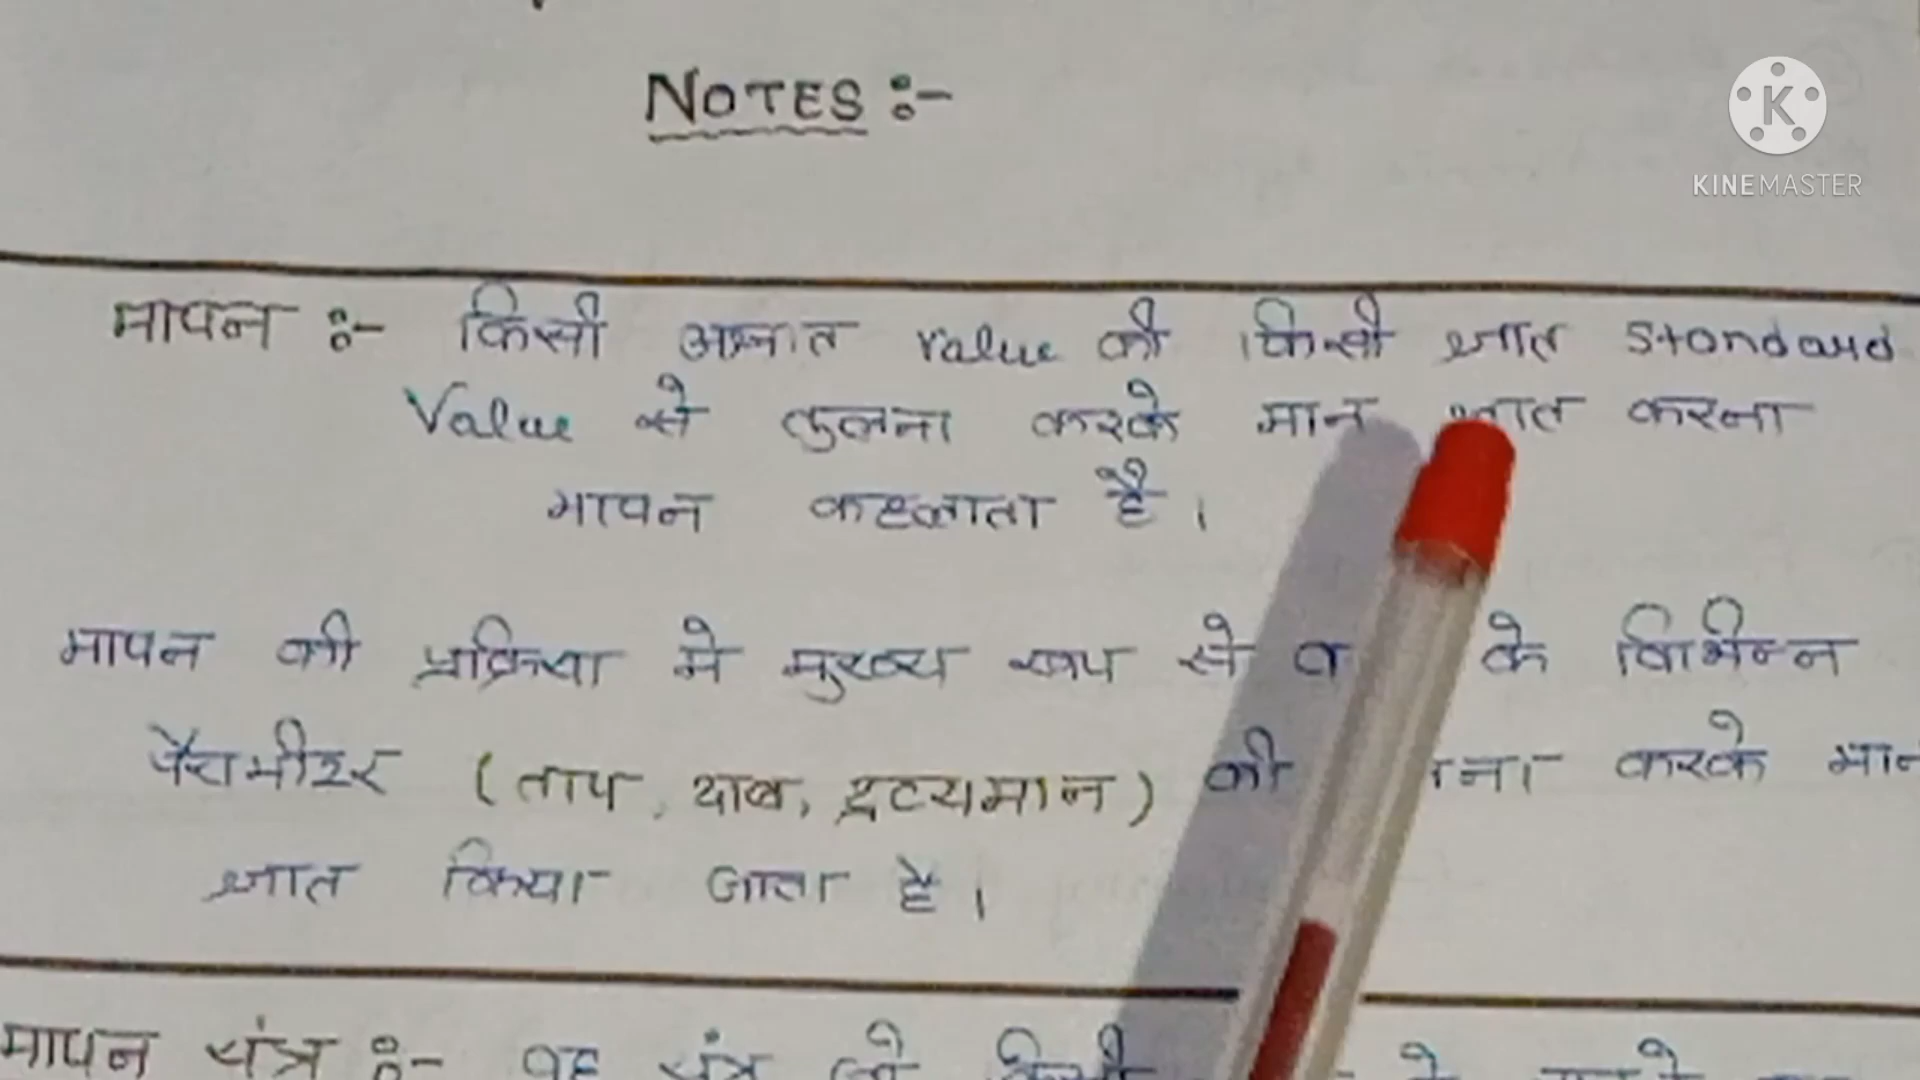 NOTES :-
K
KINEMASTER
मापन :- किसी अज्ञात value की किसी ज्ञात standard
Value से तुलना करके मान ज्ञात करना
मापन कहलाता है।
मापन की प्रक्रिया मे मुख्य रूप से के विभिन्न
पैरामीटर (ताप, दाब, द्रव्यमान) की करके मान
ज्ञात किया जाता है।
मापन यंत्र :- वह यंत्र जो किसी